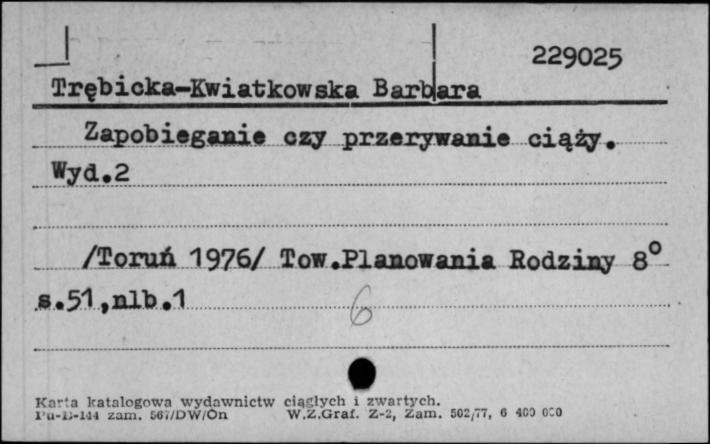 229025
Trębicka-Kwiatkowska Barbara
Zapobieganie czy przerywanie ciąży.
Wyd.2
/Toruń 1976/ Tow.Planowania Rodziny 8°
s.51,nlb.1
6
Karta katalogowa wydawnictw ciągłych i zwartych.
Pu-B-144 zam. 567/DW/On W.Z.Graf. Z-2, Zam. 502/77, 6 400 000